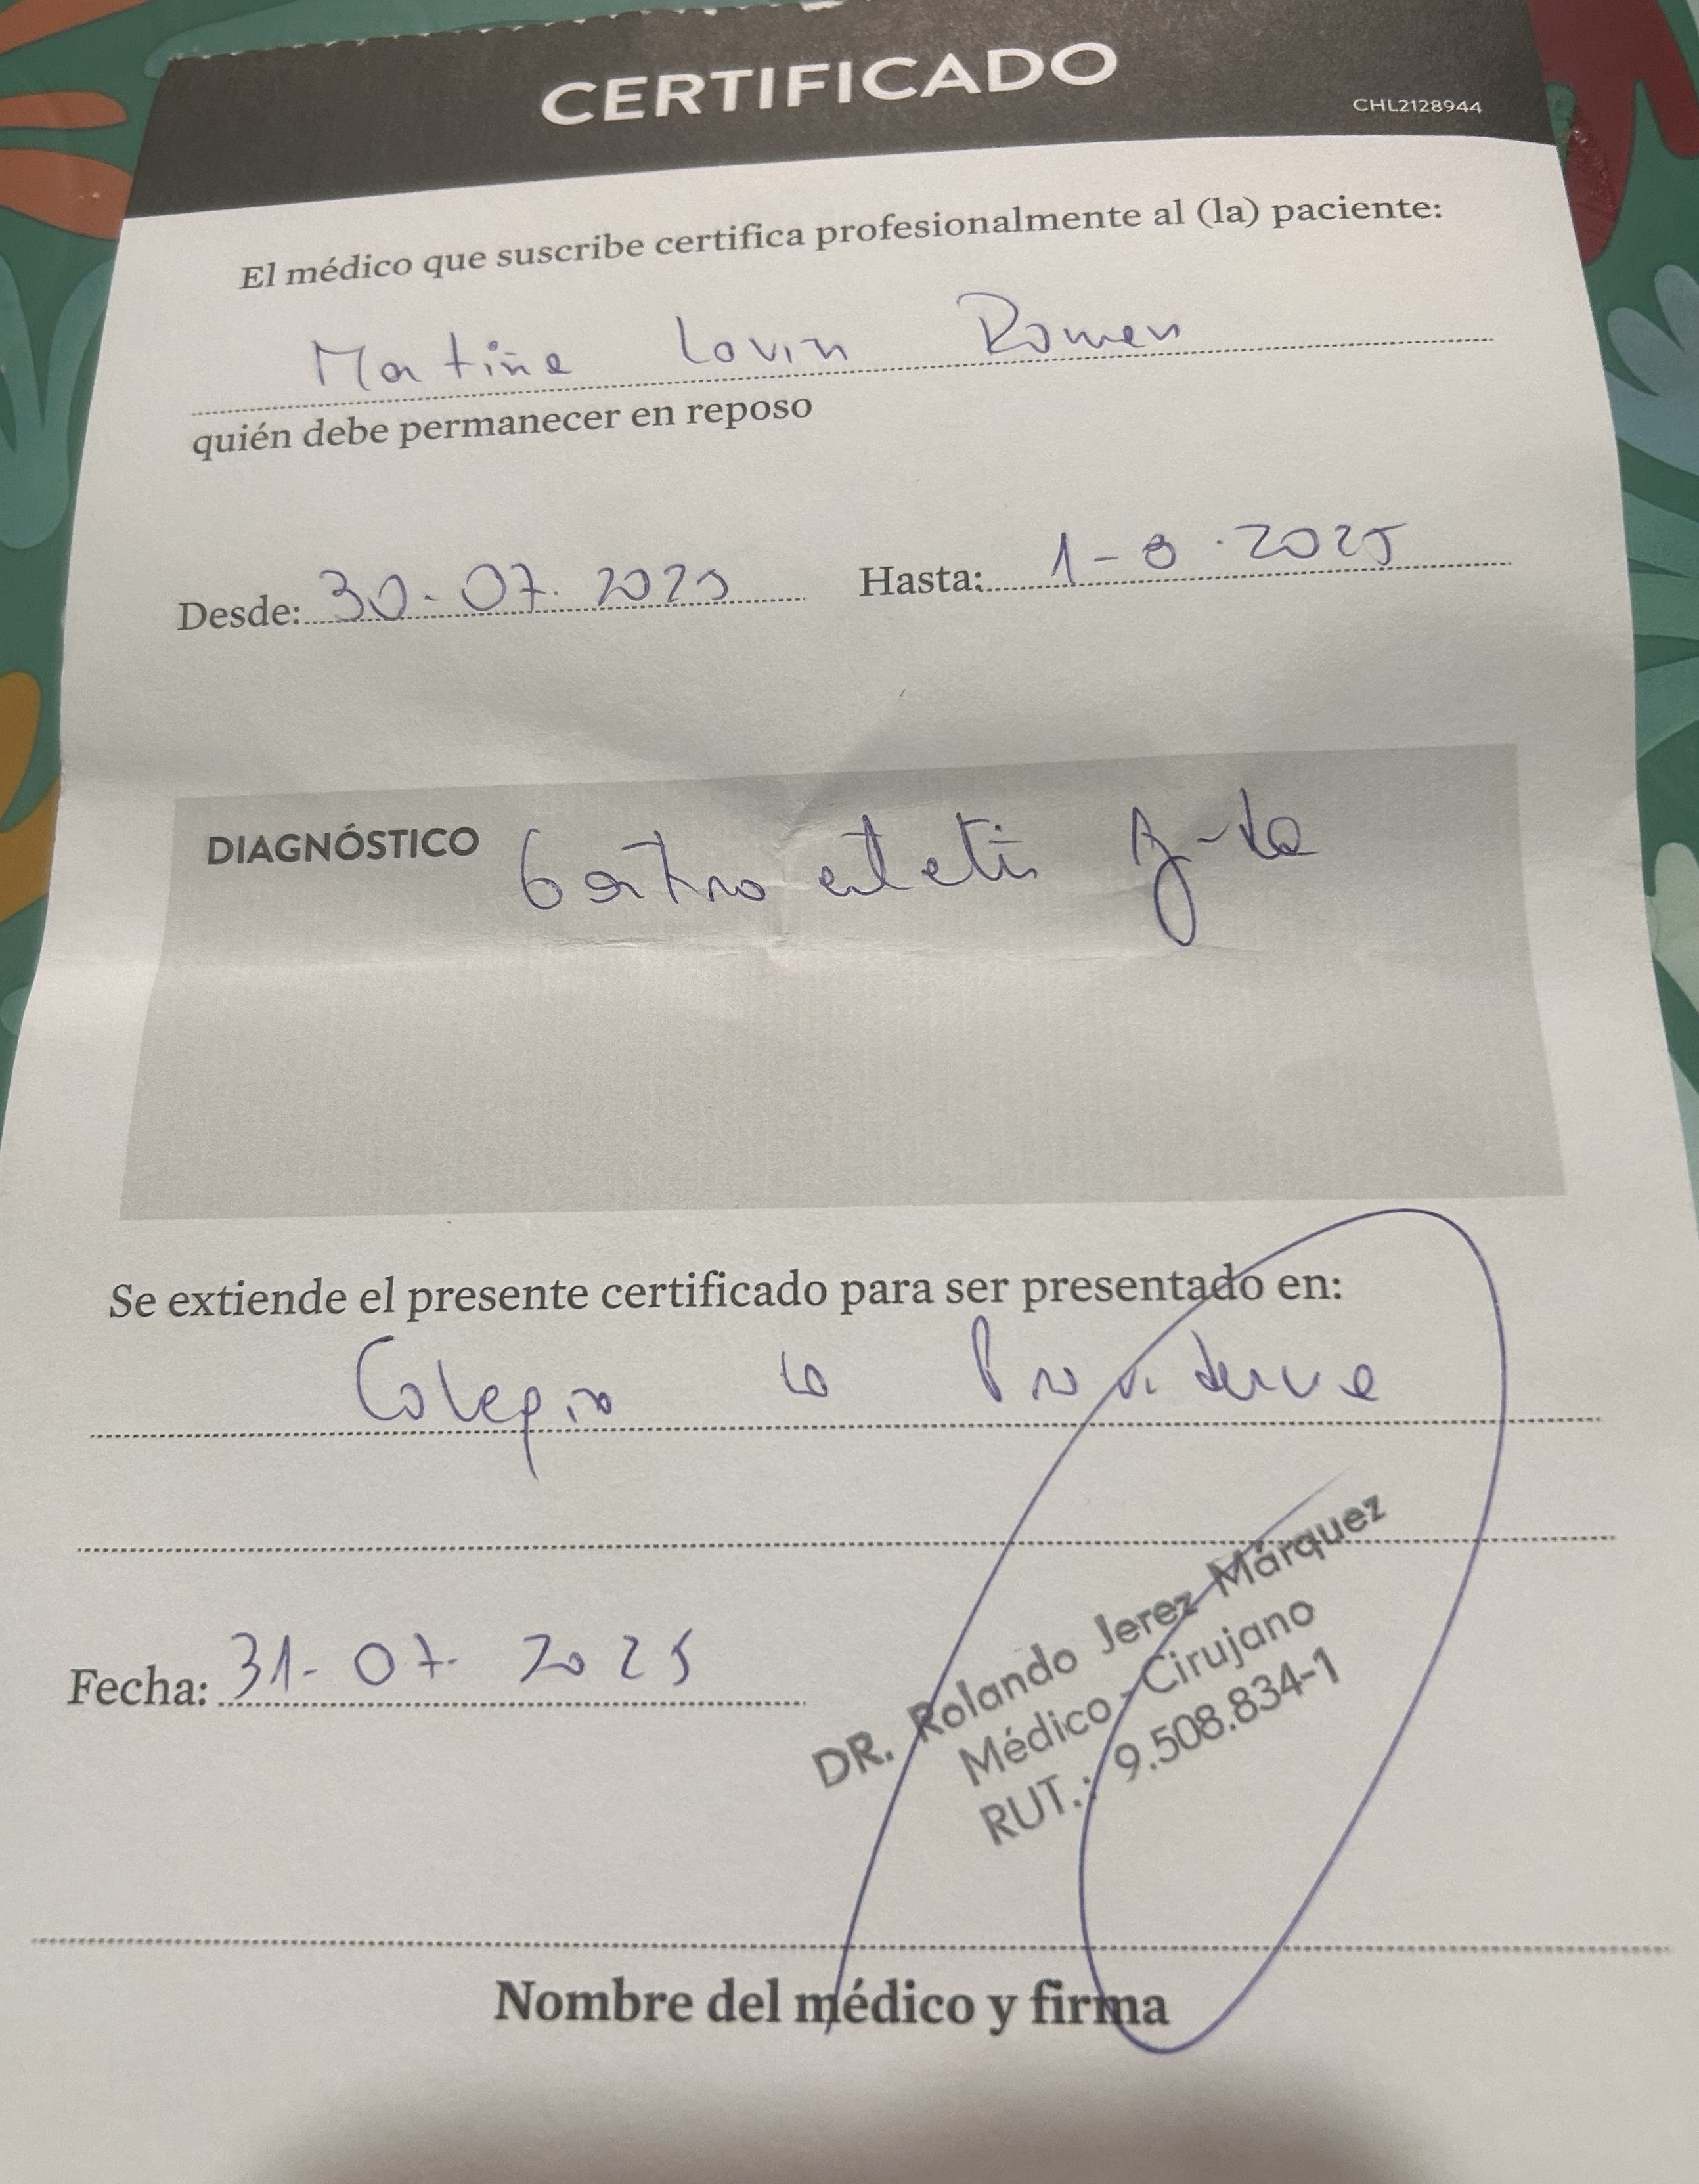 CERTIFICADO
CHL2128944
El médico que suscribe certifica profesionalmente al (la) paciente:
Martina Lavin Romero
quién debe permanecer en reposo
Desde: 30-07.2025 Hasta: 1-8.2025
DIAGNÓSTICO
Se extiende el presente certificado para ser presentado en:
Colegio la Providencia
Fecha: 31-07-2025
DR. Rolando Jerez Márquez
Médico-Cirujano
RUT.: 9.508.834-1
Nombre del médico y firma